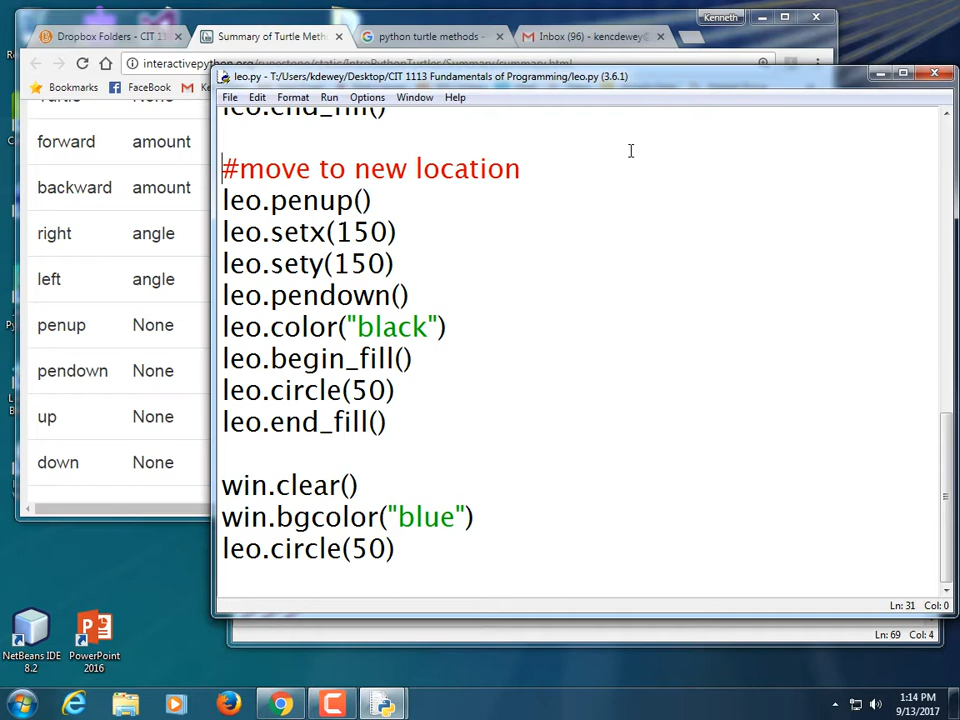 Kenneth
Dropbox Folders - CIT 11
Summary of Turtle Meth
python turtle methods -
Inbox (96) - kencdewey@
Bookmarks
FaceBook
leo.py - T:/Users/kdewey/Desktop/CIT 1113 Fundamentals of Programming/leo.py (3.6.1)
File Edit Format Run Options Window Help
leo.end_fill()
forward amount
backward amount
right angle
left angle
penup None
pendown None
up None
down None
#move to new location
leo.penup()
leo.setx(150)
leo.sety(150)
leo.pendown()
leo.color("black")
leo.begin_fill()
leo.circle(50)
leo.end_fill()
win.clear()
win.bgcolor("blue")
leo.circle(50)
Ln: 31 Col: 0
Ln: 69 Col: 4
NetBeans IDE
8.2
PowerPoint
2016
1:14 PM
9/13/2017